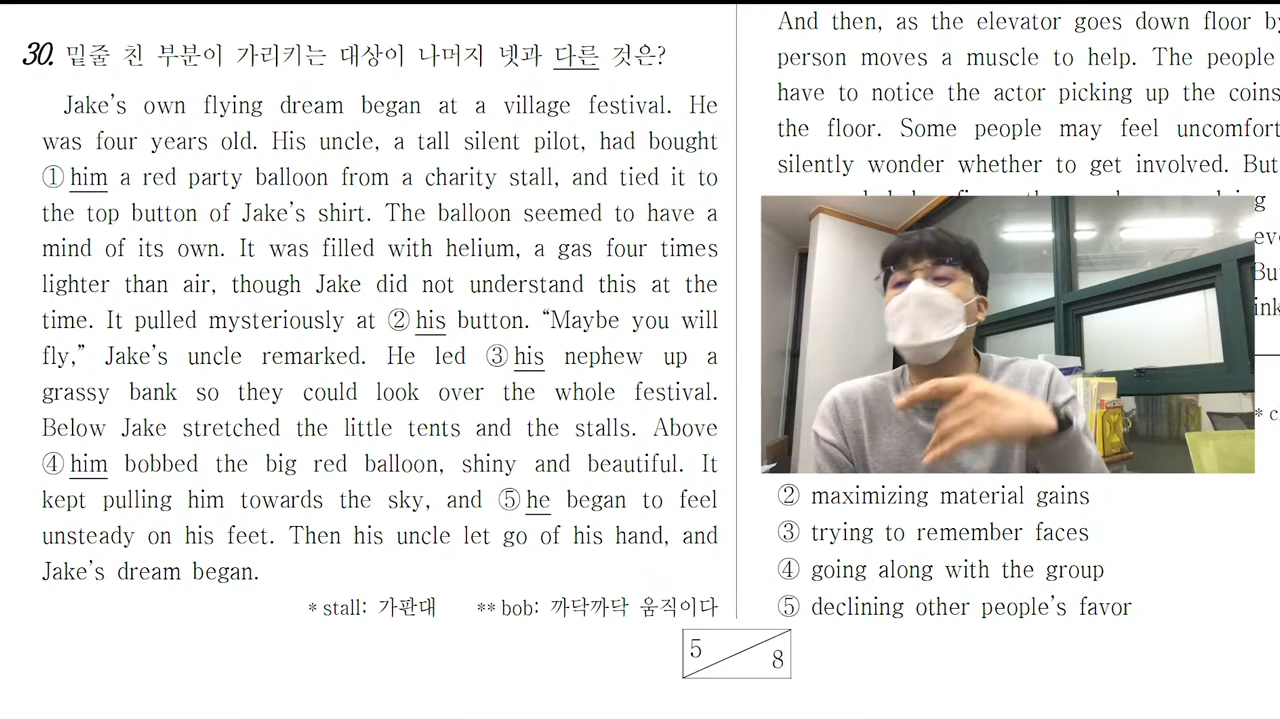 30. 밑줄 친 부분이 가리키는 대상이 나머지 넷과 다른 것은?
Jake's own flying dream began at a village festival. He
was four years old. His uncle, a tall silent pilot, had bought
① him a red party balloon from a charity stall, and tied it to
the top button of Jake's shirt. The balloon seemed to have a
mind of its own. It was filled with helium, a gas four times
lighter than air, though Jake did not understand this at the
time. It pulled mysteriously at ② his button. “Maybe you will
fly,” Jake's uncle remarked. He led ③ his nephew up a
grassy bank so they could look over the whole festival.
Below Jake stretched the little tents and the stalls. Above
④ him bobbed the big red balloon, shiny and beautiful. It
kept pulling him towards the sky, and ⑤ he began to feel
unsteady on his feet. Then his uncle let go of his hand, and
Jake's dream began.
* stall: 가판대 ** bob: 까닥까닥 움직이다
And then, as the elevator goes down floor by
person moves a muscle to help. The people
have to notice the actor picking up the coins
the floor. Some people may feel uncomfort
silently wonder whether to get involved. But
② maximizing material gains
③ trying to remember faces
④ going along with the group
⑤ declining other people's favor
5
8